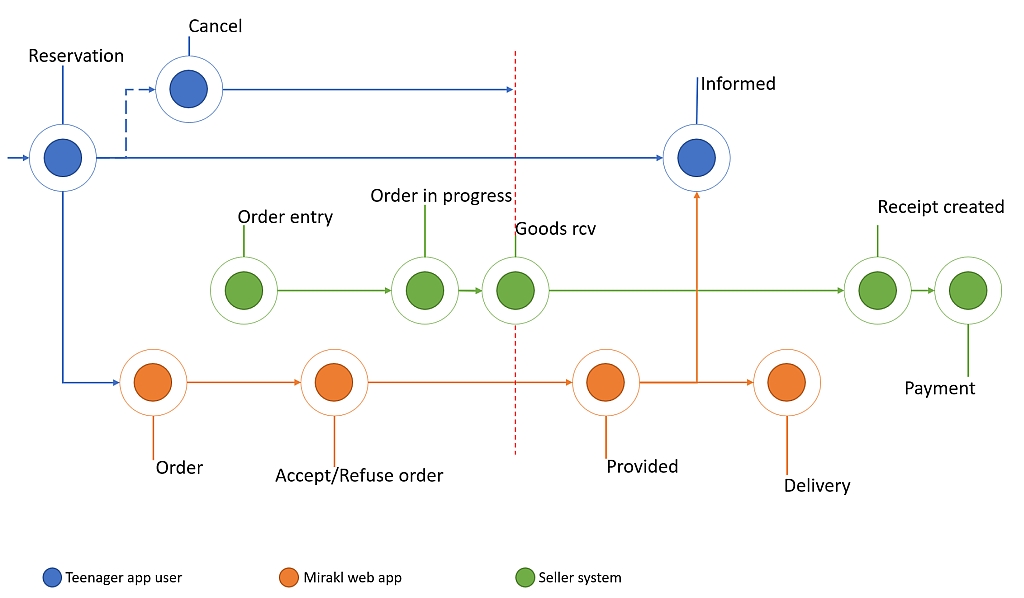 Cancel
Reservation
Informed
Order in progress
Receipt created
Order entry
Goods rcv
Payment
Order
Accept/Refuse order
Provided
Delivery
Teenager app user
Mirakl web app
Seller system